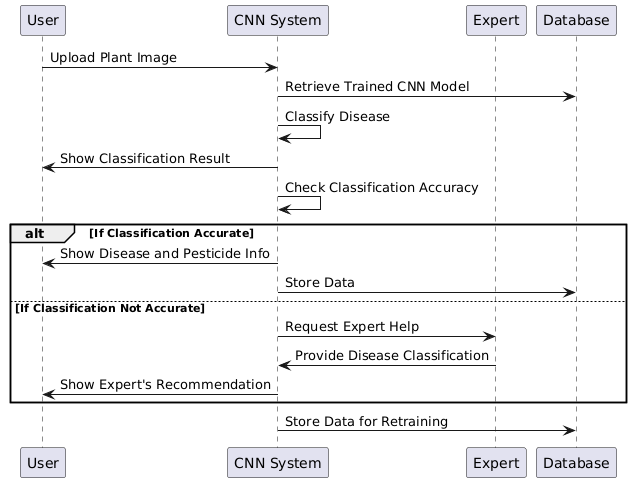 User CNN System Expert Database
Upload Plant Image
Retrieve Trained CNN Model
Classify Disease
Show Classification Result
Check Classification Accuracy
alt [If Classification Accurate]
Show Disease and Pesticide Info
Store Data
[If Classification Not Accurate]
Request Expert Help
Provide Disease Classification
Show Expert's Recommendation
Store Data for Retraining
User CNN System Expert Database